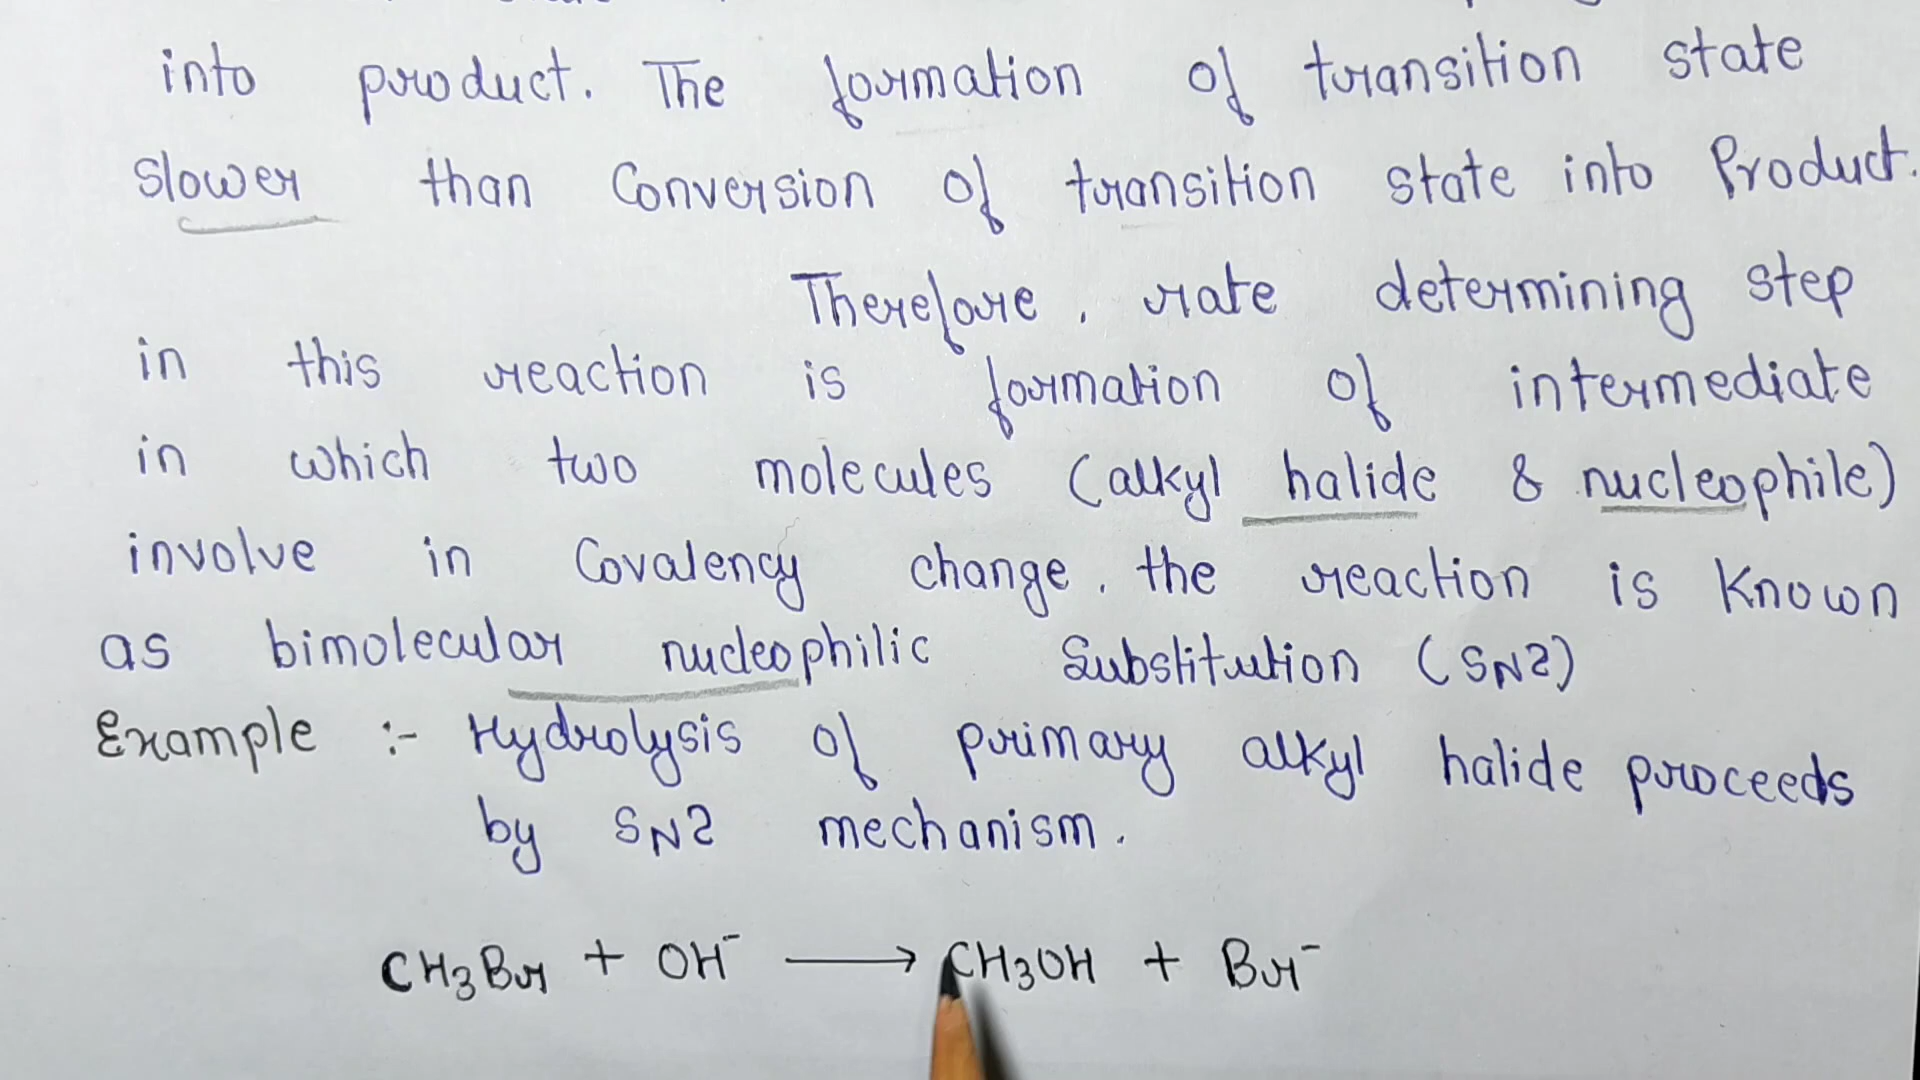 into product. The formation of transition state
slower than Conversion of transition state into Product.
Therefore, rate determining step
in this reaction is formation of intermediate
in which two molecules (alkyl halide & nucleophile)
involve in Covalency change. the reaction is Known
as bimolecular nucleophilic Substitution (SN2)
Example :- Hydrolysis of primary alkyl halide proceeds
by SN2 mechanism.
CH3Br + OH⁻ ⟶ CH3OH + Br⁻